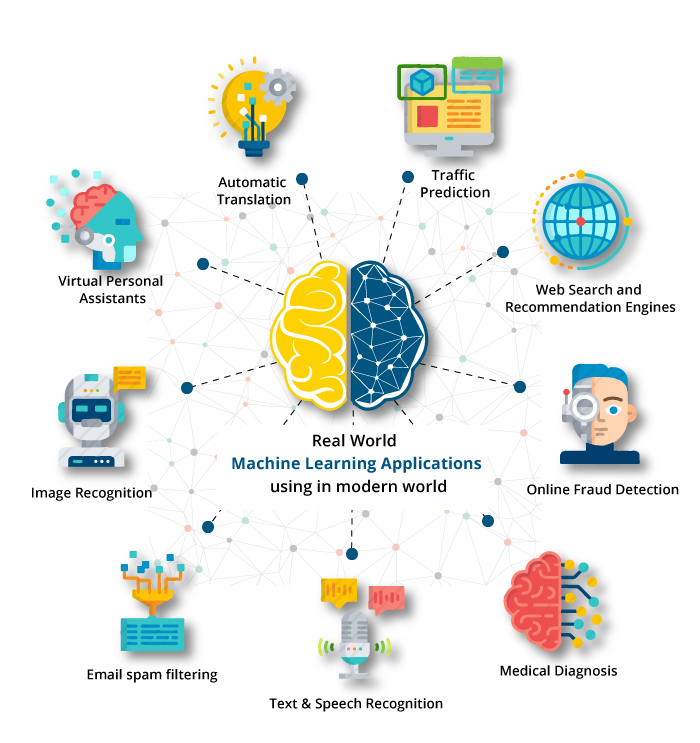 Automatic
Translation
Traffic
Prediction
Virtual Personal
Assistants
Web Search and
Recommendation Engines
Real World
Machine Learning Applications
using in modern world
Image Recognition
Online Fraud Detection
Email spam filtering
Text & Speech Recognition
Medical Diagnosis